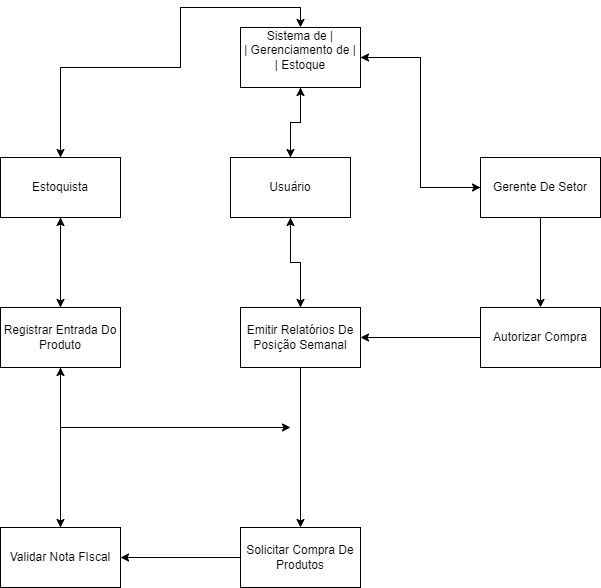 Sistema de |
| Gerenciamento de |
| Estoque
Estoquista
Usuário
Gerente De Setor
Registrar Entrada Do
Produto
Emitir Relatórios De
Posição Semanal
Autorizar Compra
Validar Nota FIscal
Solicitar Compra De
Produtos